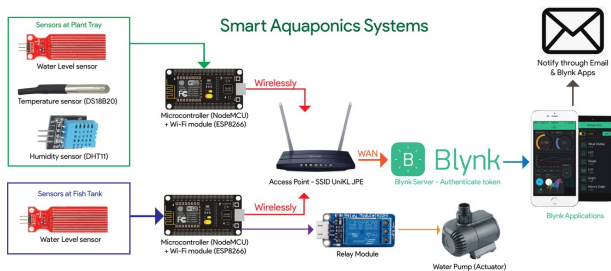 Smart Aquaponics Systems
Sensors at Plant Tray
Water Level sensor
Temperature sensor (DS18B20)
Humidity sensor (DHT11)
Microcontroller (NodeMCU)
+ Wi-Fi module (ESP8266)
Wirelessly
Access Point - SSID UniKL JPE
WAN
B
Blynk
Blynk Server - Authenticate token
Notify through Email
& Blynk Apps
Blynk Applications
Sensors at Fish Tank
Water Level sensor
Microcontroller (NodeMCU)
+ Wi-Fi module (ESP8266)
Wirelessly
Relay Module
Water Pump (Actuator)